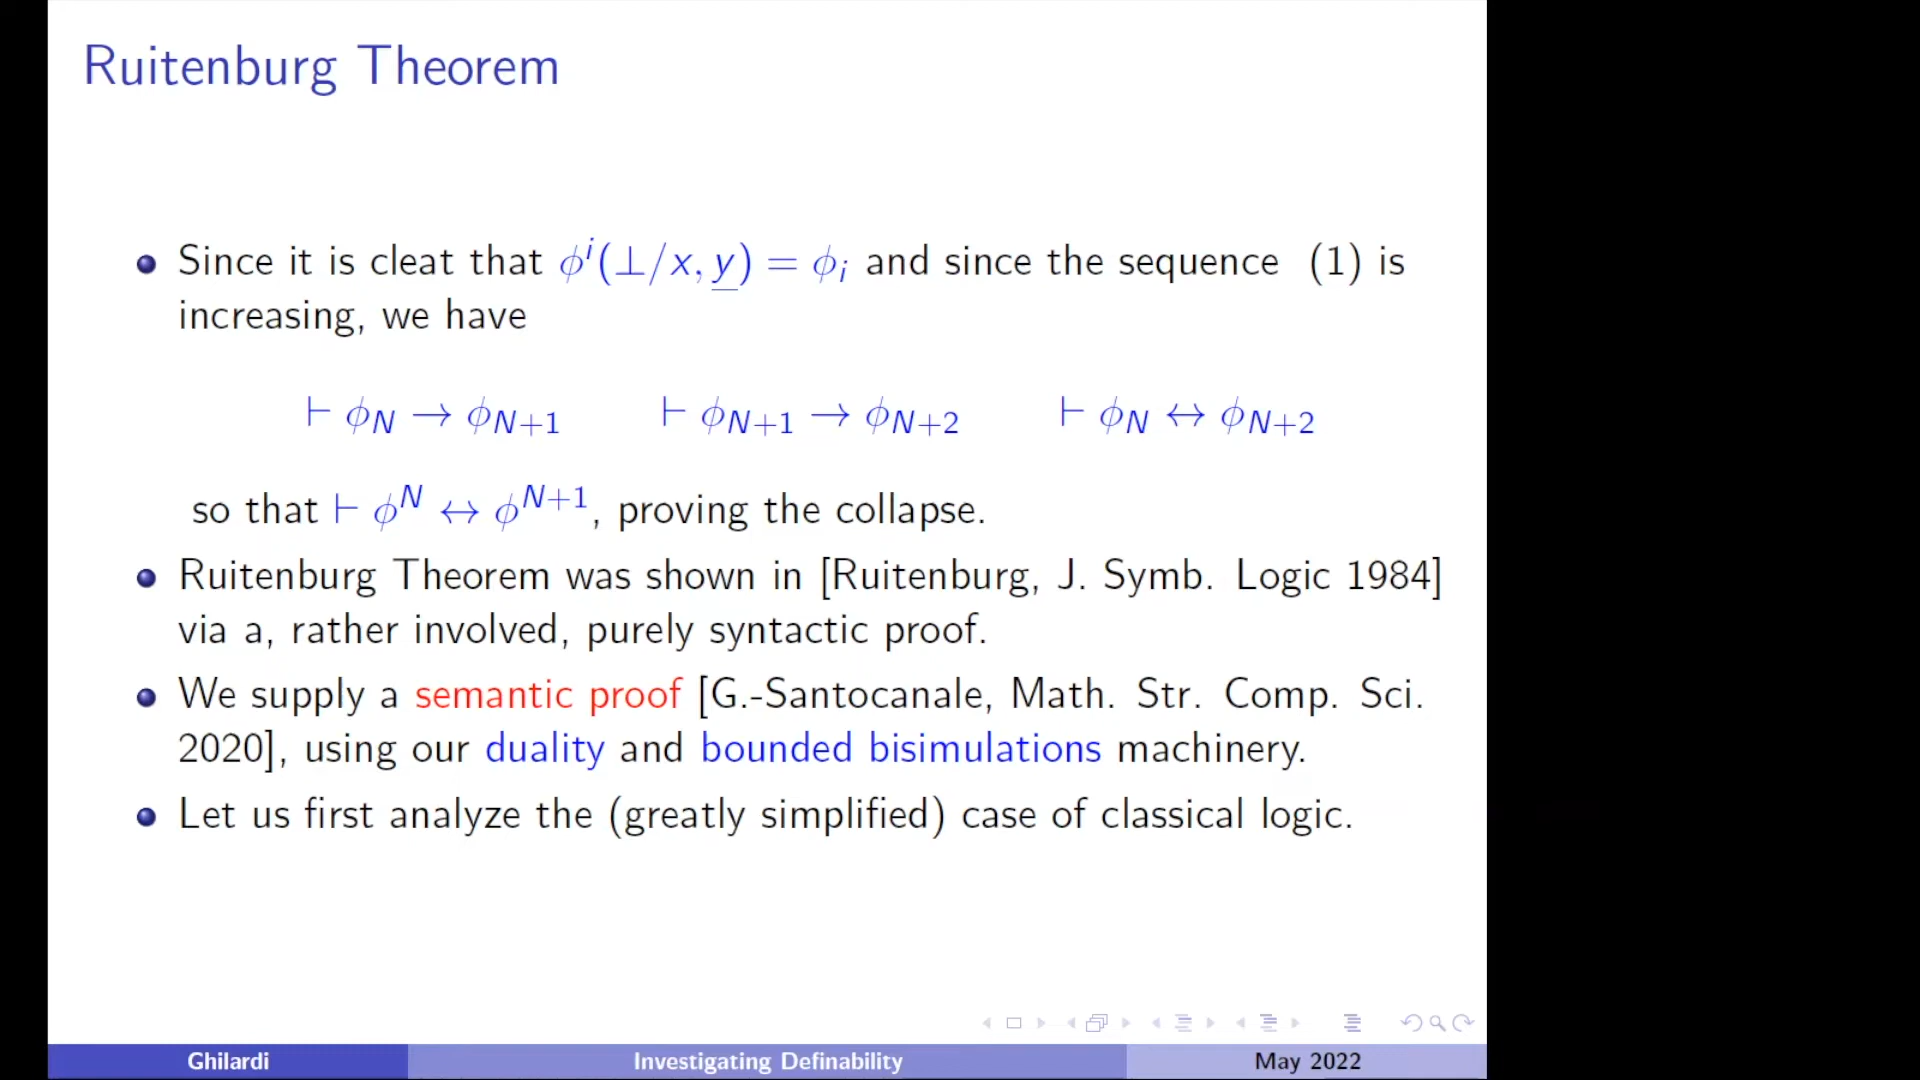 Ruitenburg Theorem
Since it is cleat that ϕⁱ(⊥/x, y̲) = ϕᵢ and since the sequence (1) is
increasing, we have
⊢ ϕ_N → ϕ_{N+1} ⊢ ϕ_{N+1} → ϕ_{N+2} ⊢ ϕ_N ↔ ϕ_{N+2}
so that ⊢ ϕ^N ↔ ϕ^{N+1}, proving the collapse.
Ruitenburg Theorem was shown in [Ruitenburg, J. Symb. Logic 1984]
via a, rather involved, purely syntactic proof.
We supply a semantic proof [G.-Santocanale, Math. Str. Comp. Sci.
2020], using our duality and bounded bisimulations machinery.
Let us first analyze the (greatly simplified) case of classical logic.
Ghilardi Investigating Definability May 2022